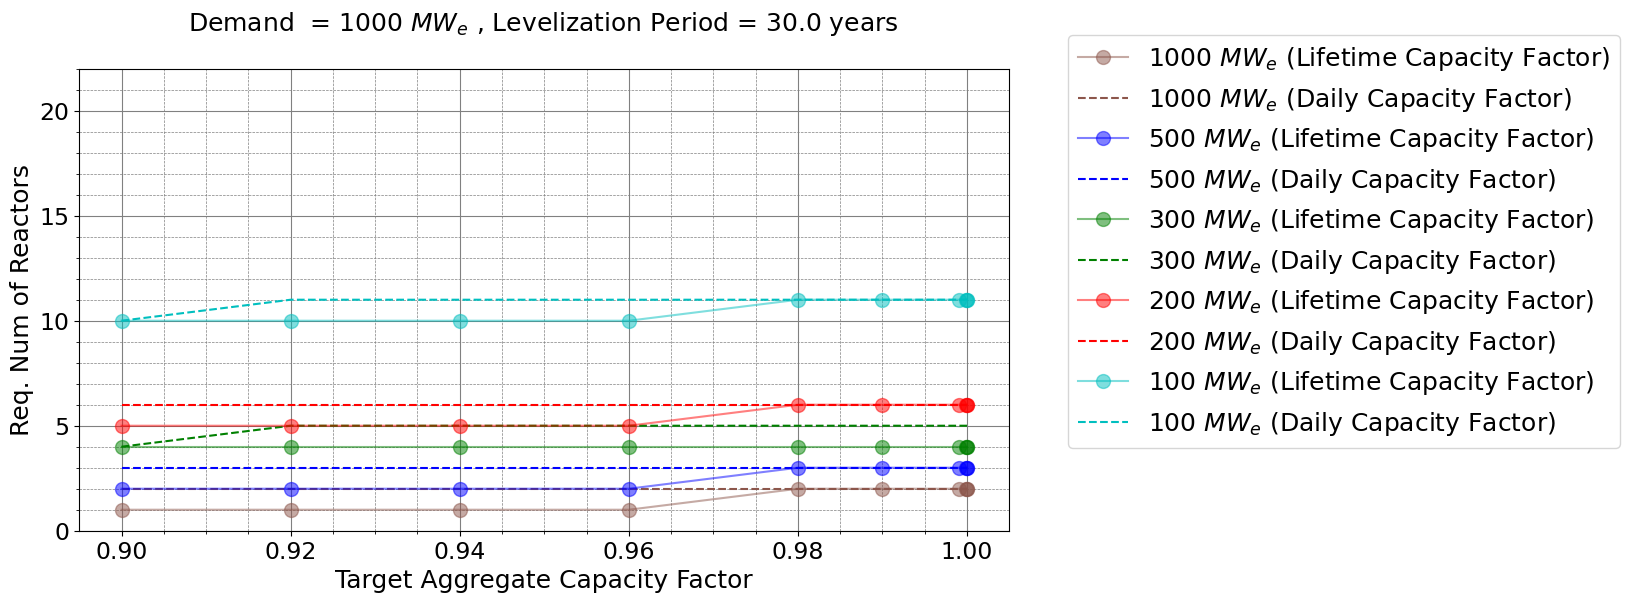 Demand = 1000 MWe , Levelization Period = 30.0 years
Req. Num of Reactors
20
15
10
5
0
0.90 0.92 0.94 0.96 0.98 1.00
Target Aggregate Capacity Factor
1000 MWe (Lifetime Capacity Factor)
1000 MWe (Daily Capacity Factor)
500 MWe (Lifetime Capacity Factor)
500 MWe (Daily Capacity Factor)
300 MWe (Lifetime Capacity Factor)
300 MWe (Daily Capacity Factor)
200 MWe (Lifetime Capacity Factor)
200 MWe (Daily Capacity Factor)
100 MWe (Lifetime Capacity Factor)
100 MWe (Daily Capacity Factor)